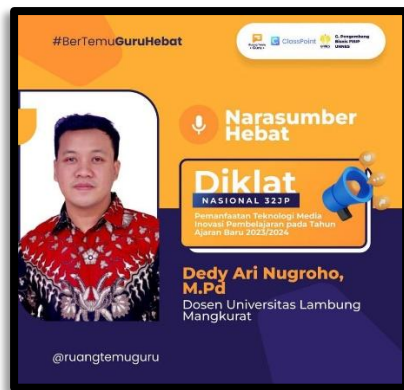 #BerTemuGuruHebat
ClassPoint
Narasumber
Hebat
Diklat
NASIONAL 32JP
Pemanfaatan Teknologi Media
Inovasi Pembelajaran pada Tahun
Ajaran Baru 2023/2024
Dedy Ari Nugroho,
M.Pd
Dosen Universitas Lambung
Mangkurat
@ruangtemuguru